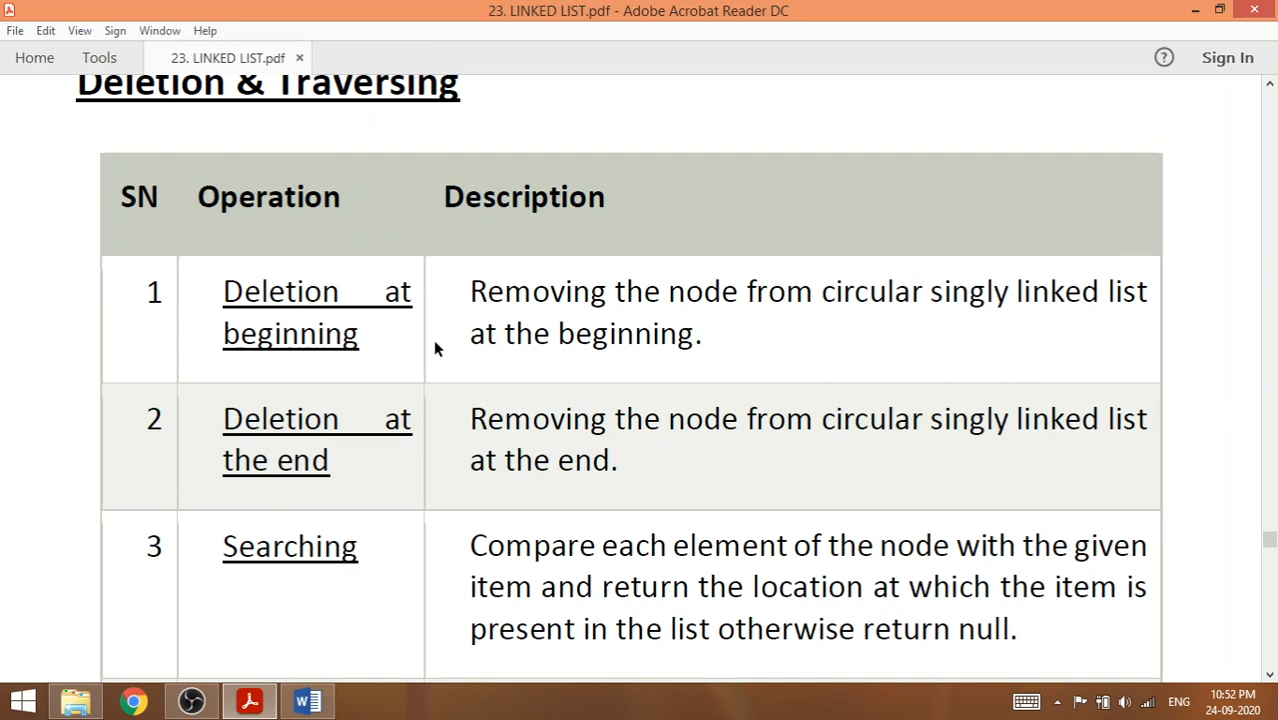 23. LINKED LIST.pdf - Adobe Acrobat Reader DC
File Edit View Sign Window Help
Home Tools 23. LINKED LIST.pdf × ? Sign In
Deletion & Traversing
SN Operation Description
1 Deletion at Removing the node from circular singly linked list
beginning at the beginning.
2 Deletion at Removing the node from circular singly linked list
the end at the end.
3 Searching Compare each element of the node with the given
item and return the location at which the item is
present in the list otherwise return null.
ENG 10:52 PM
24-09-2020